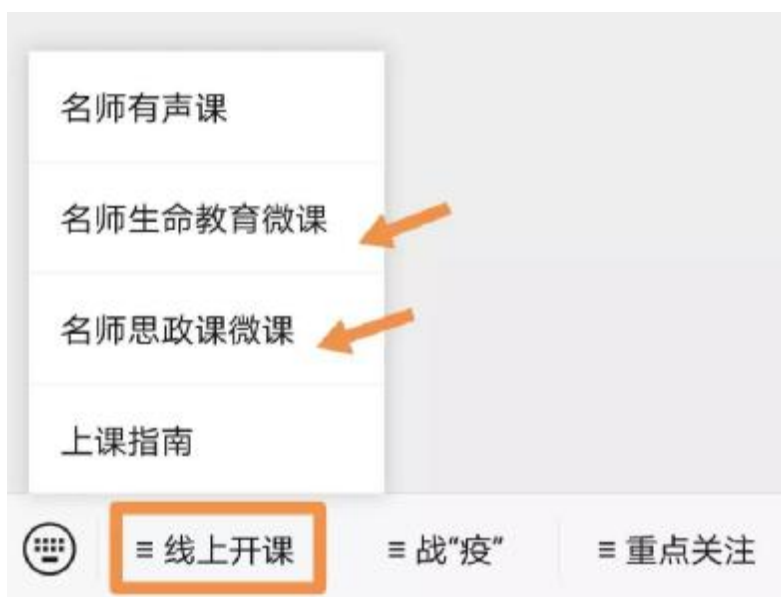 名师有声课
名师生命教育微课
名师思政课微课
上课指南
≡ 线上开课 ≡ 战“疫” ≡ 重点关注